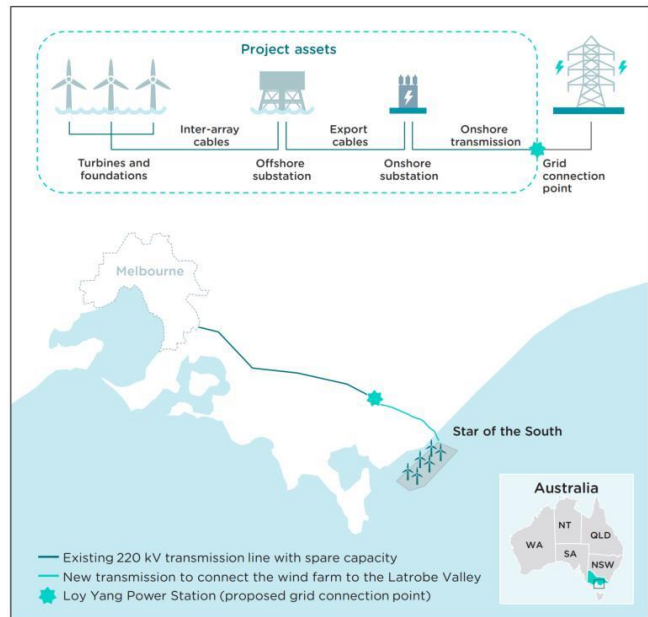 Project assets
Inter-array
cables
Export
cables
Onshore
transmission
Turbines and
foundations
Offshore
substation
Onshore
substation
Grid
connection
point
Melbourne
Star of the South
Australia
NT
QLD
WA
SA
NSW
Existing 220 kV transmission line with spare capacity
New transmission to connect the wind farm to the Latrobe Valley
Loy Yang Power Station (proposed grid connection point)